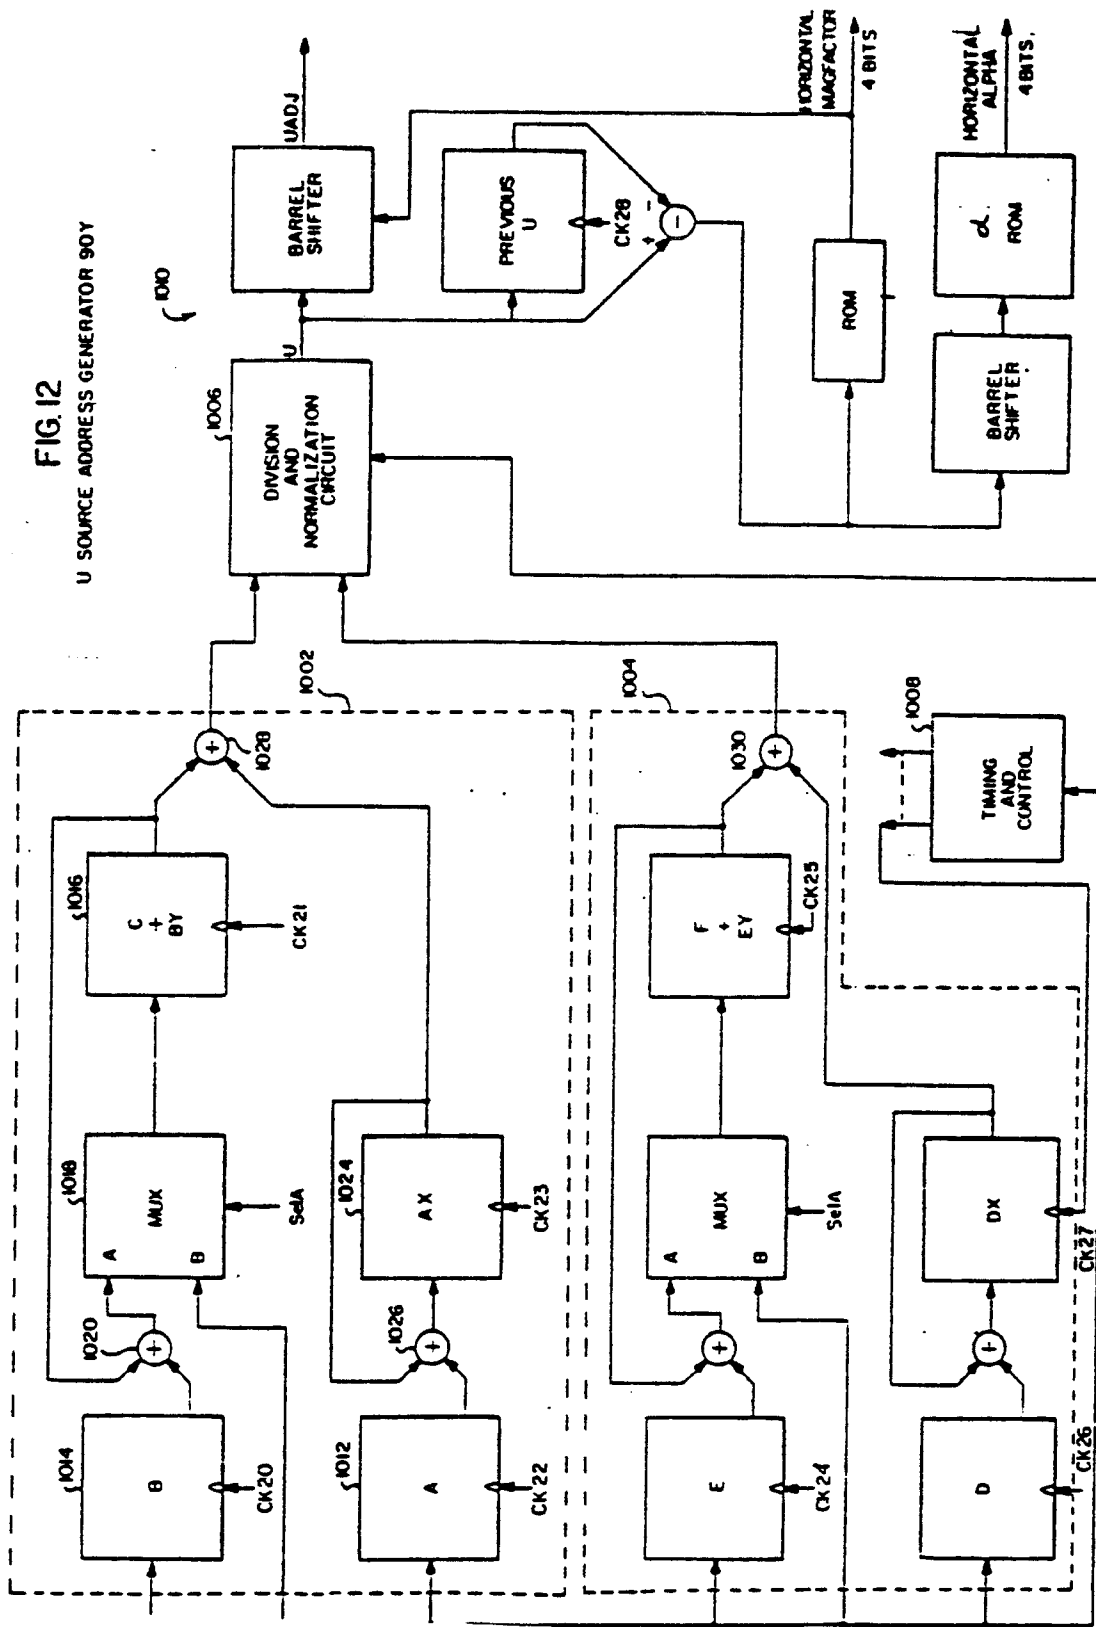 FIG. 12
U SOURCE ADDRESS GENERATOR 90Y
1010
1014
B
CK20
1020
A
B
MUX
1018
SelA
1016
C
+
BY
CK21
+
1028
1002
1012
A
CK22
1026
+
1024
AX
CK23
E
CK24
+
A
B
MUX
SelA
F
+
EY
CK25
1030
+
1004
D
CK26
+
DX
CK27
1008
TIMING
AND
CONTROL
1006
DIVISION
AND
NORMALIZATION
CIRCUIT
U
BARREL
SHIFTER
UADJ
PREVIOUS
U
CK28
+
-
-
ROM
HORIZONTAL
MAGFACTOR
4 BITS
BARREL
SHIFTER
α.
ROM
HORIZONTAL
ALPHA
4 BITS.